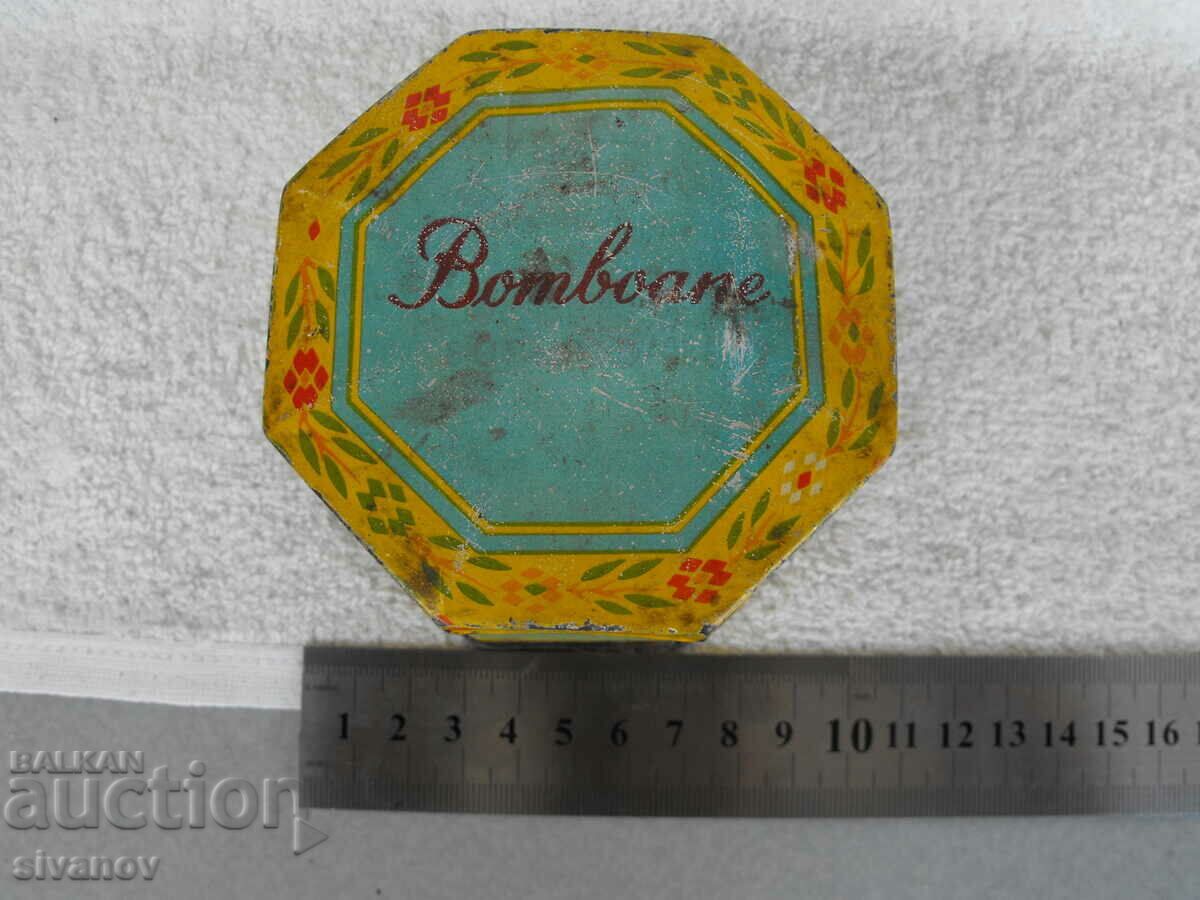 Bomboane
1 2 3 4 5 6 7 8 9 10 11 12 13 14 15 16
BALKAN
auction
sivanov